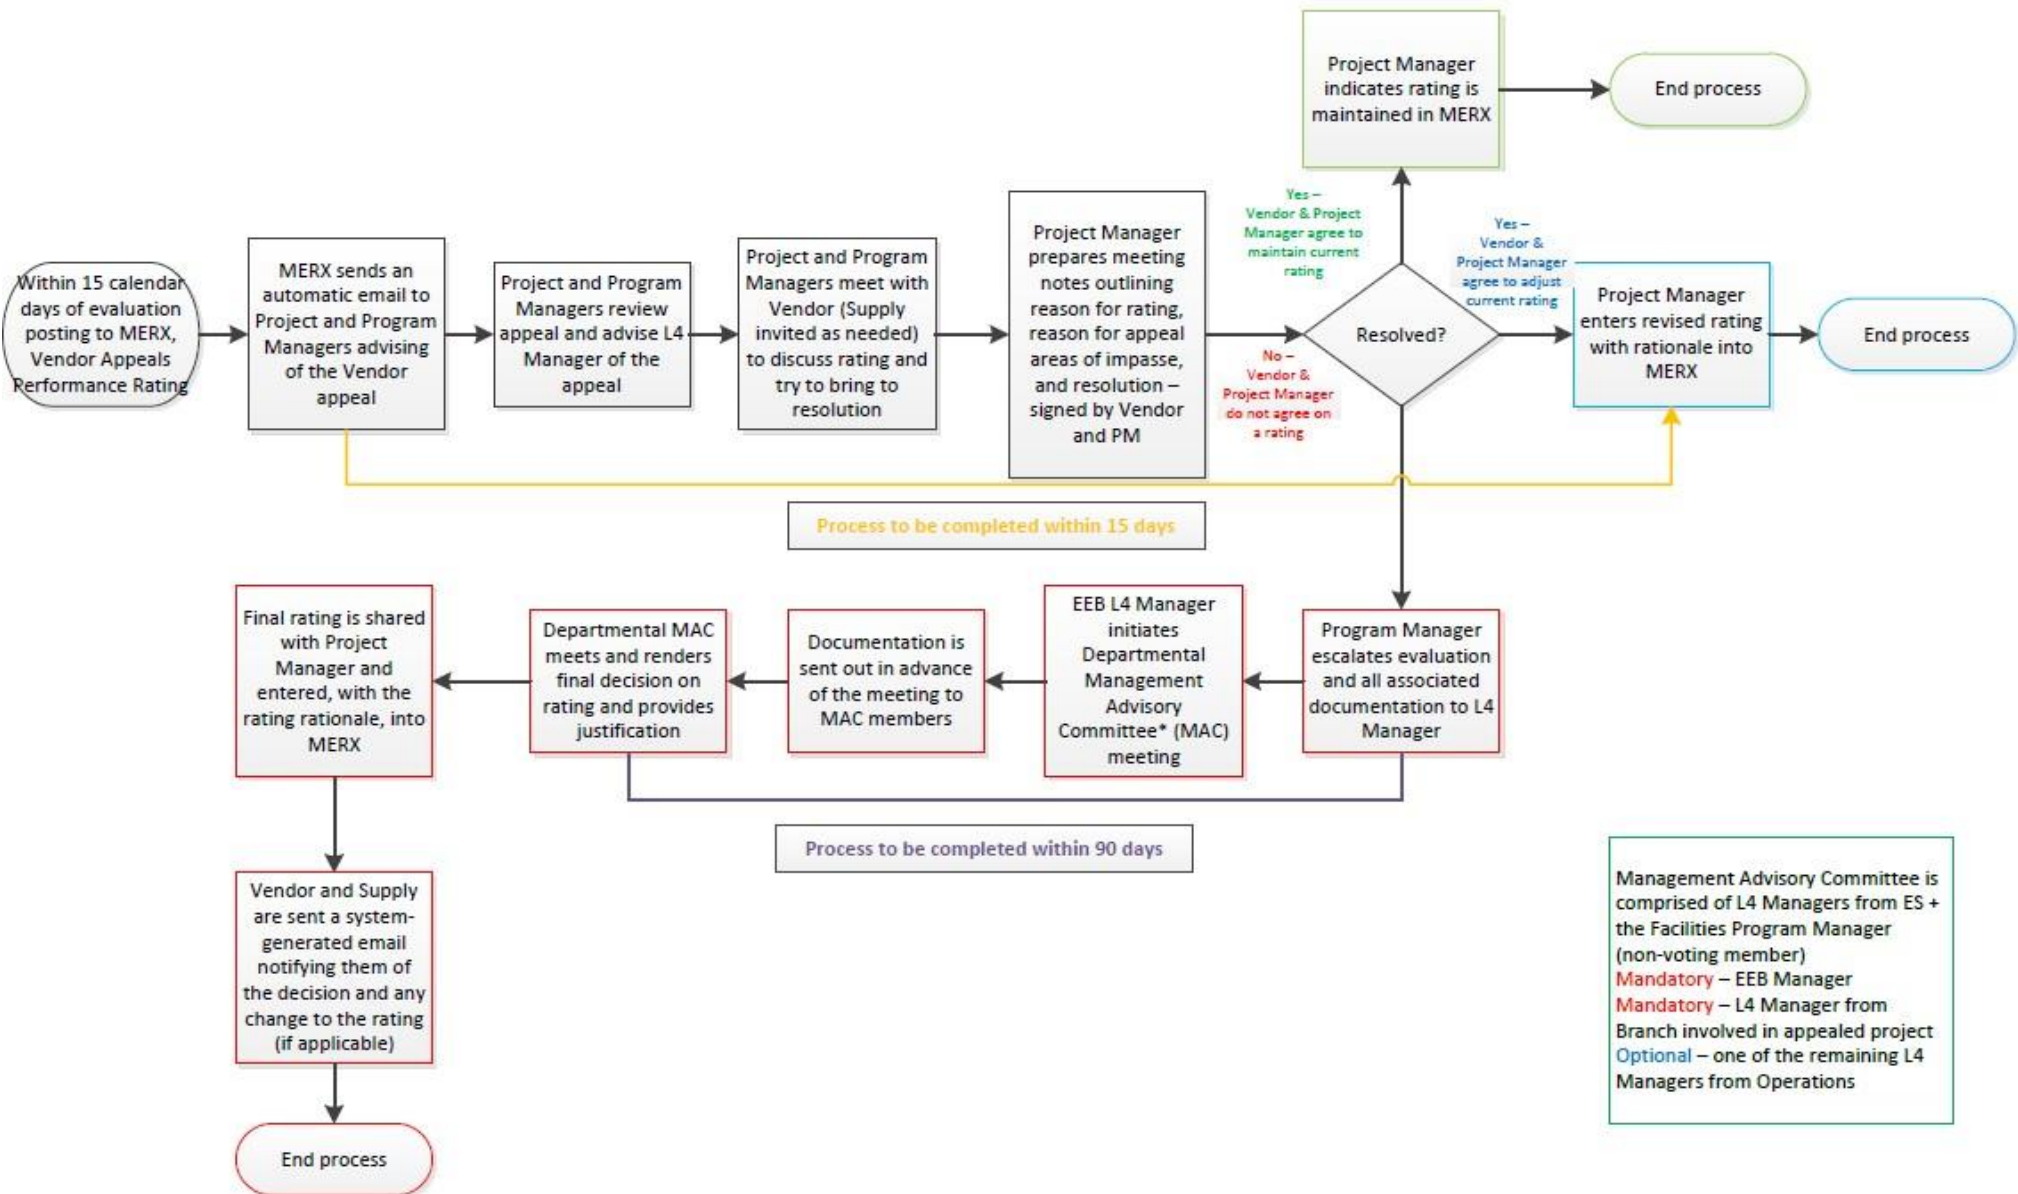 Within 15 calendar
days of evaluation
posting to MERX,
Vendor Appeals
Performance Rating
MERX sends an
automatic email to
Project and Program
Managers advising
of the Vendor
appeal
Project and Program
Managers review
appeal and advise L4
Manager of the
appeal
Project and Program
Managers meet with
Vendor (Supply
invited as needed)
to discuss rating and
try to bring to
resolution
Project Manager
prepares meeting
notes outlining
reason for rating,
reason for appeal
areas of impasse,
and resolution –
signed by Vendor
and PM
Resolved?
Yes –
Vendor & Project
Manager agree to
maintain current
rating
Project Manager
indicates rating is
maintained in MERX
End process
Yes –
Vendor &
Project Manager
agree to adjust
current rating
Project Manager
enters revised rating
with rationale into
MERX
End process
No –
Vendor &
Project Manager
do not agree on
a rating
Process to be completed within 15 days
Program Manager
escalates evaluation
and all associated
documentation to L4
Manager
EEB L4 Manager
initiates
Departmental
Management
Advisory
Committee* (MAC)
meeting
Documentation is
sent out in advance
of the meeting to
MAC members
Departmental MAC
meets and renders
final decision on
rating and provides
justification
Final rating is shared
with Project
Manager and
entered, with the
rating rationale, into
MERX
Process to be completed within 90 days
Vendor and Supply
are sent a system-
generated email
notifying them of
the decision and any
change to the rating
(if applicable)
End process
Management Advisory Committee is
comprised of L4 Managers from ES +
the Facilities Program Manager
(non-voting member)
Mandatory – EEB Manager
Mandatory – L4 Manager from
Branch involved in appealed project
Optional – one of the remaining L4
Managers from Operations